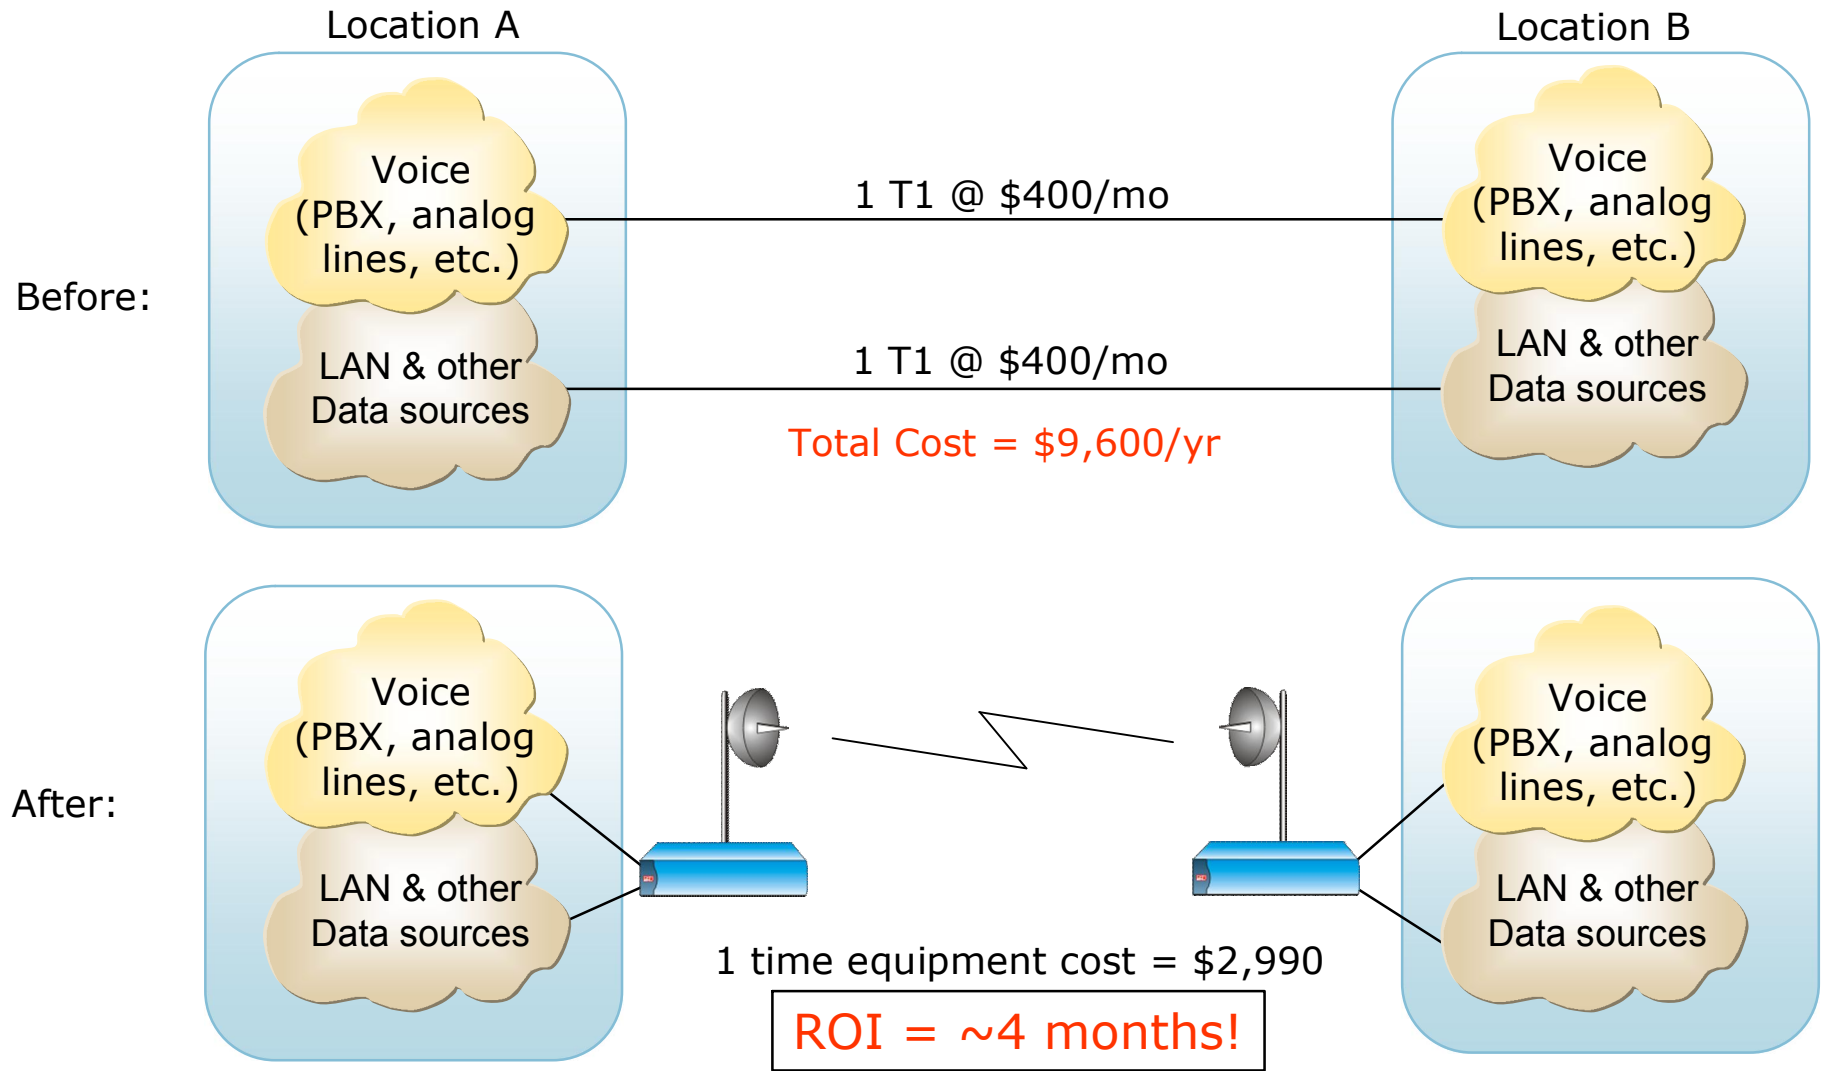 Location A
Location B
Before:
Voice
(PBX, analog
lines, etc.)
LAN & other
Data sources
1 T1 @ $400/mo
1 T1 @ $400/mo
Total Cost = $9,600/yr
Voice
(PBX, analog
lines, etc.)
LAN & other
Data sources
After:
Voice
(PBX, analog
lines, etc.)
LAN & other
Data sources
1 time equipment cost = $2,990
ROI = ~4 months!
Voice
(PBX, analog
lines, etc.)
LAN & other
Data sources